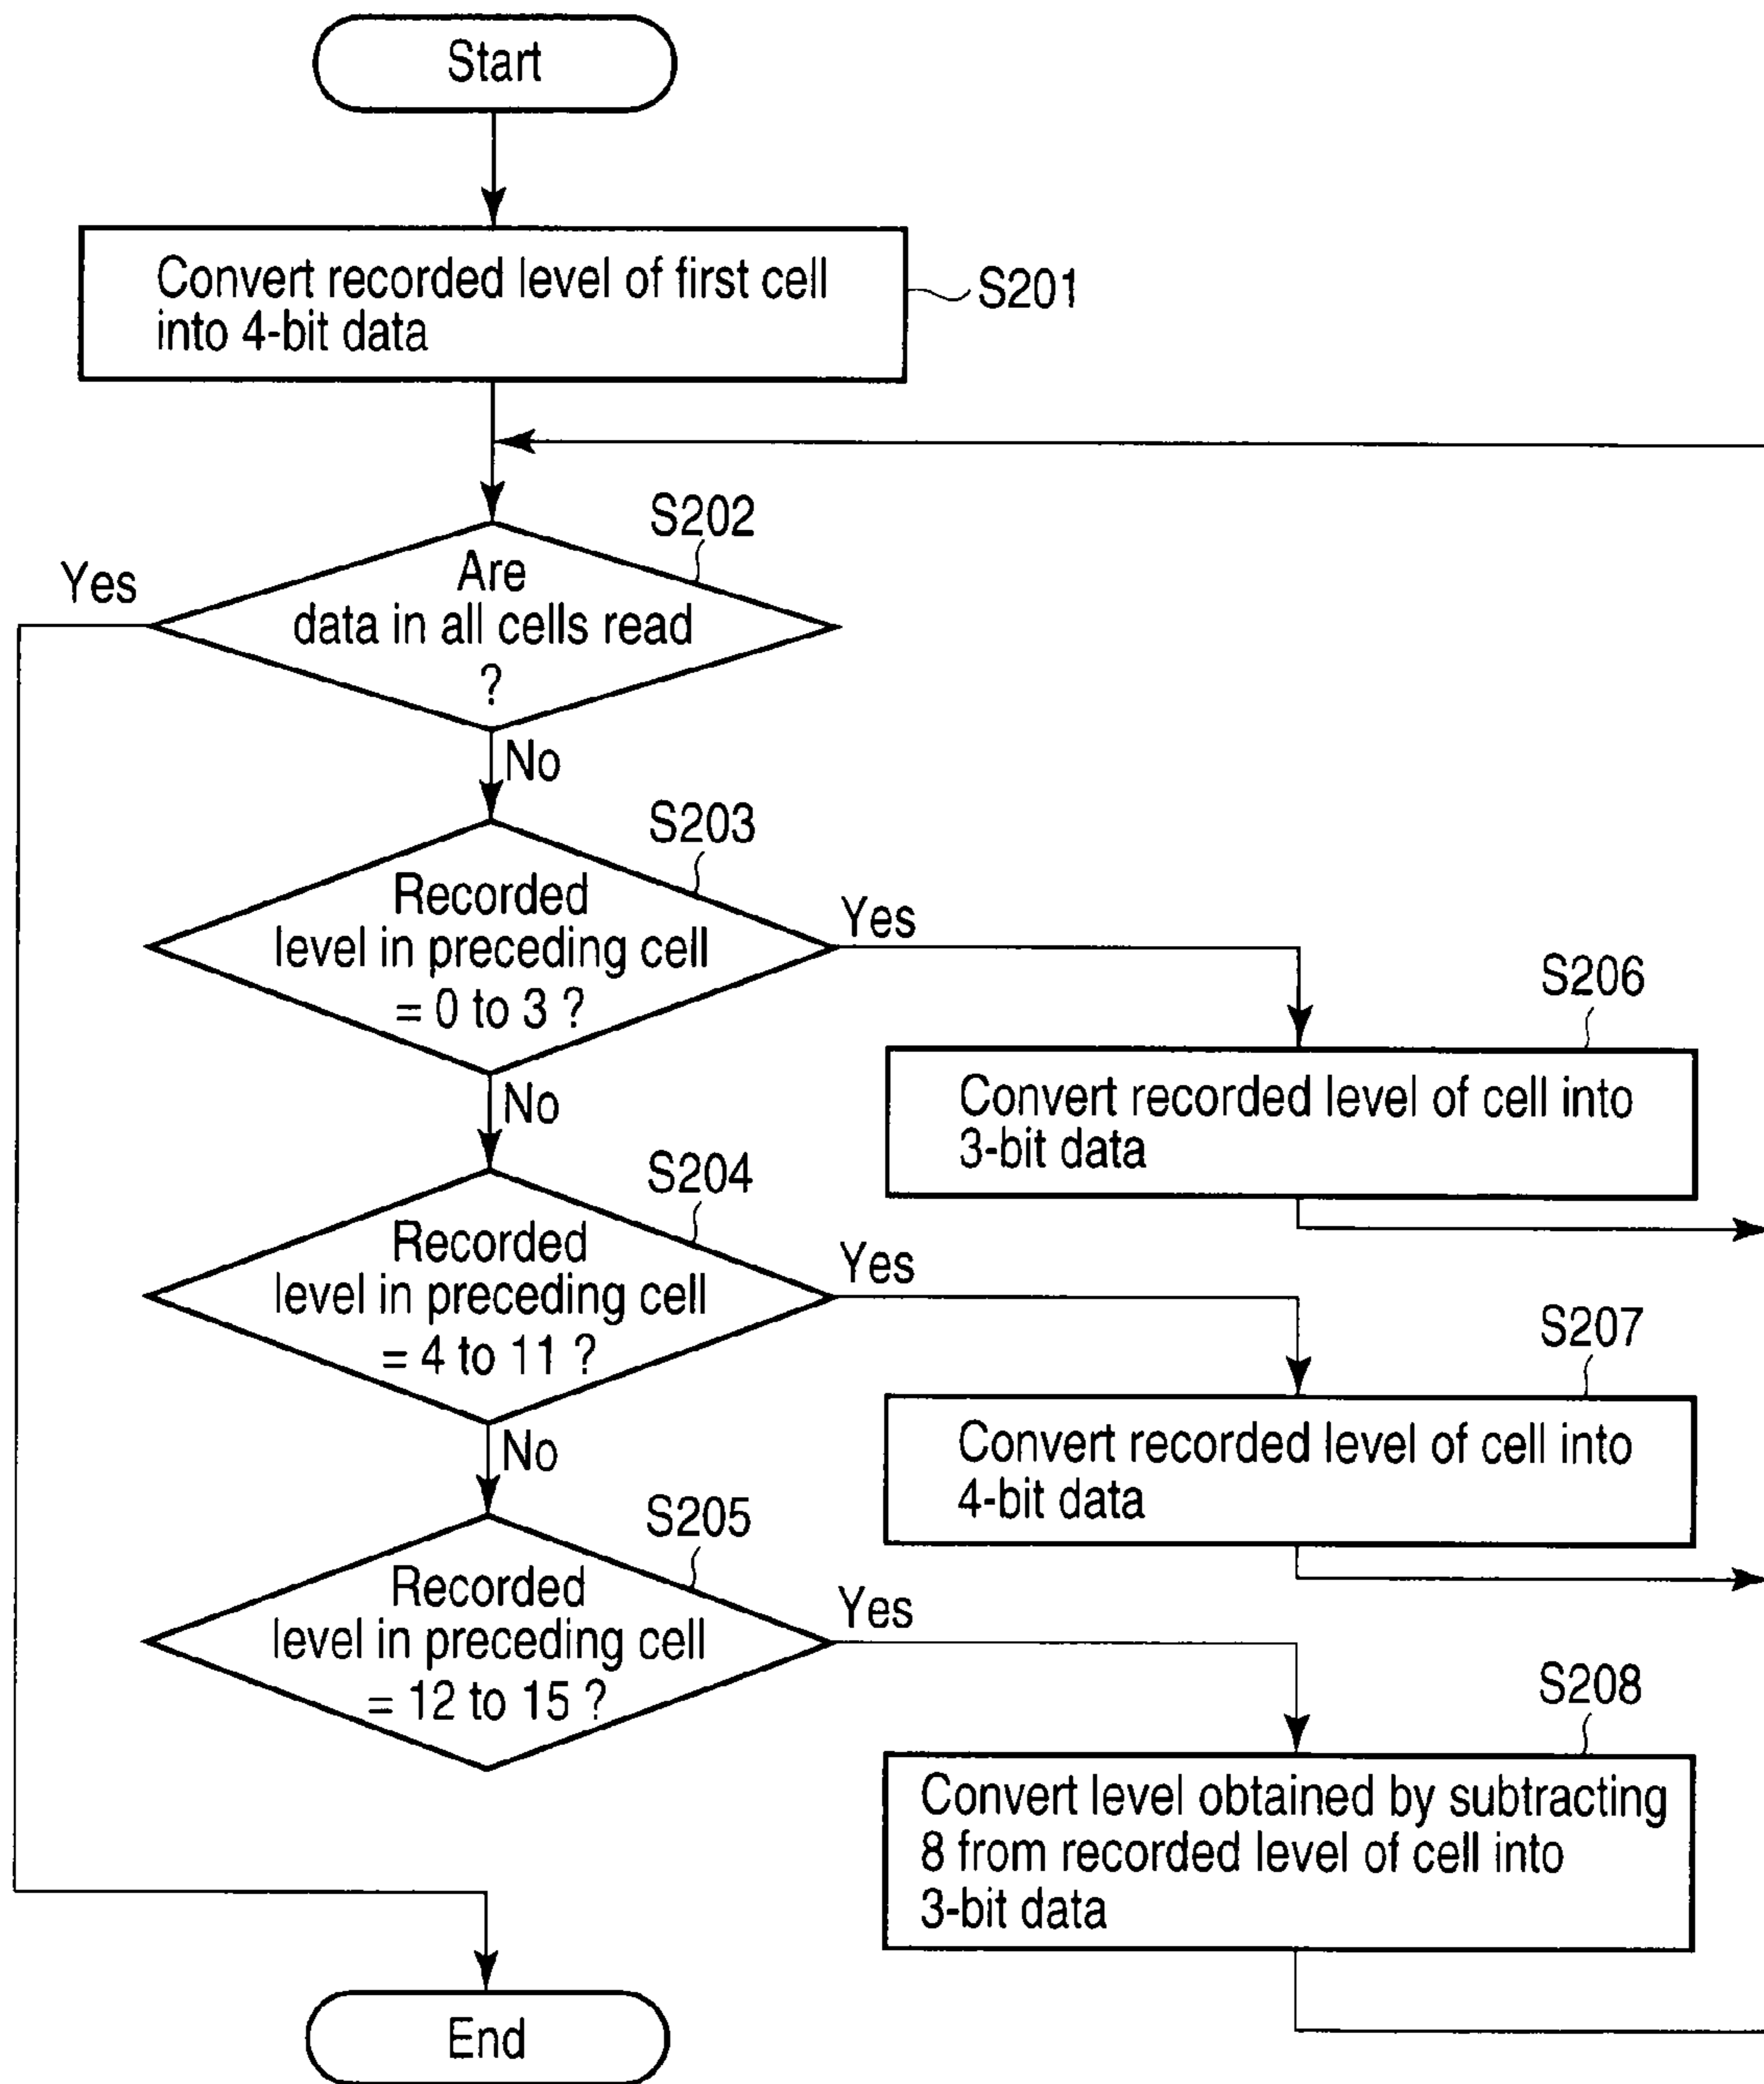 Start
Convert recorded level of first cell
into 4-bit data
S201
S202
Yes
Are
data in all cells read
?
No
S203
Recorded
level in preceding cell
= 0 to 3 ?
Yes
S206
Convert recorded level of cell into
3-bit data
No
S204
Recorded
level in preceding cell
= 4 to 11 ?
Yes
S207
Convert recorded level of cell into
4-bit data
No
S205
Recorded
level in preceding cell
= 12 to 15 ?
Yes
S208
Convert level obtained by subtracting
8 from recorded level of cell into
3-bit data
End